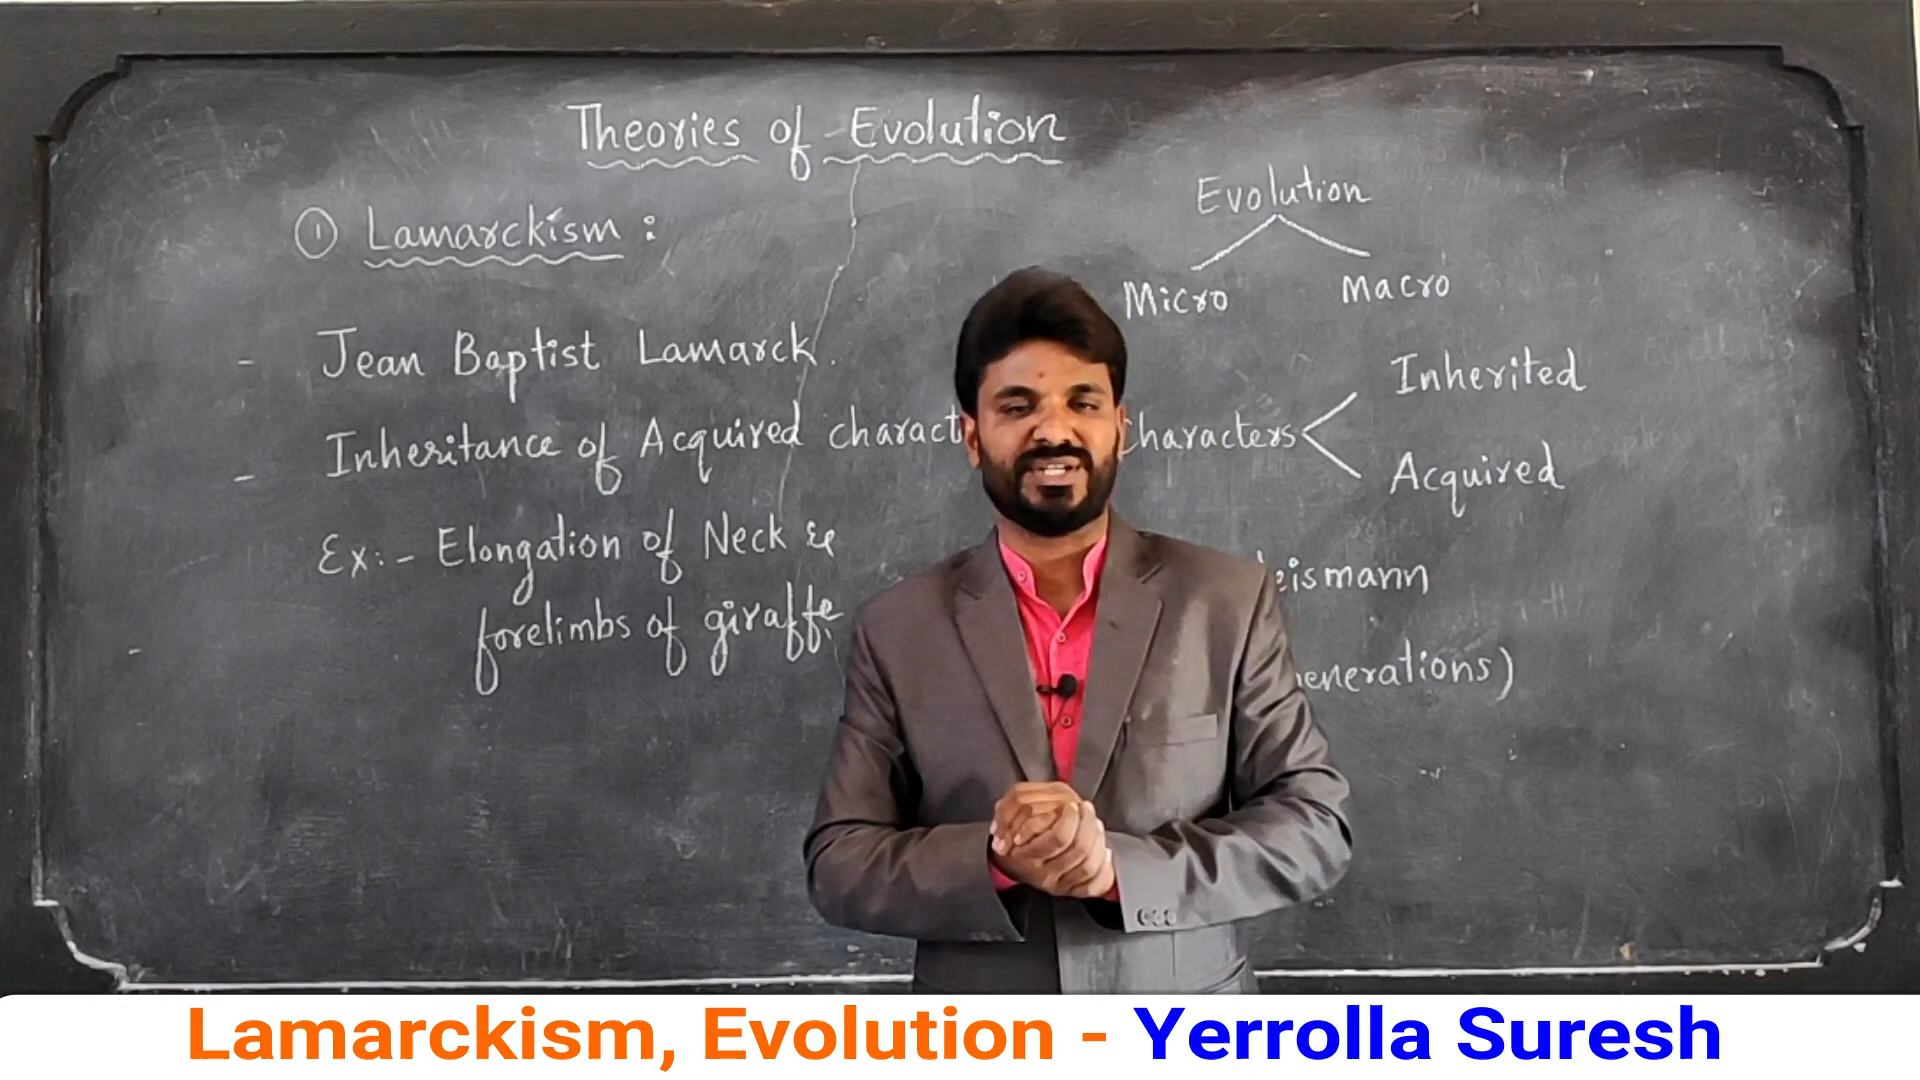 Theories of Evolution
① Lamarckism :
- Jean Baptist Lamarck.
- Inheritance of Acquired charact
Ex:- Elongation of Neck &
forelimbs of giraffe.
Evolution
Micro Macro
Characters
Inherited
Acquired
eismann
enerations)
Lamarckism, Evolution - Yerrolla Suresh